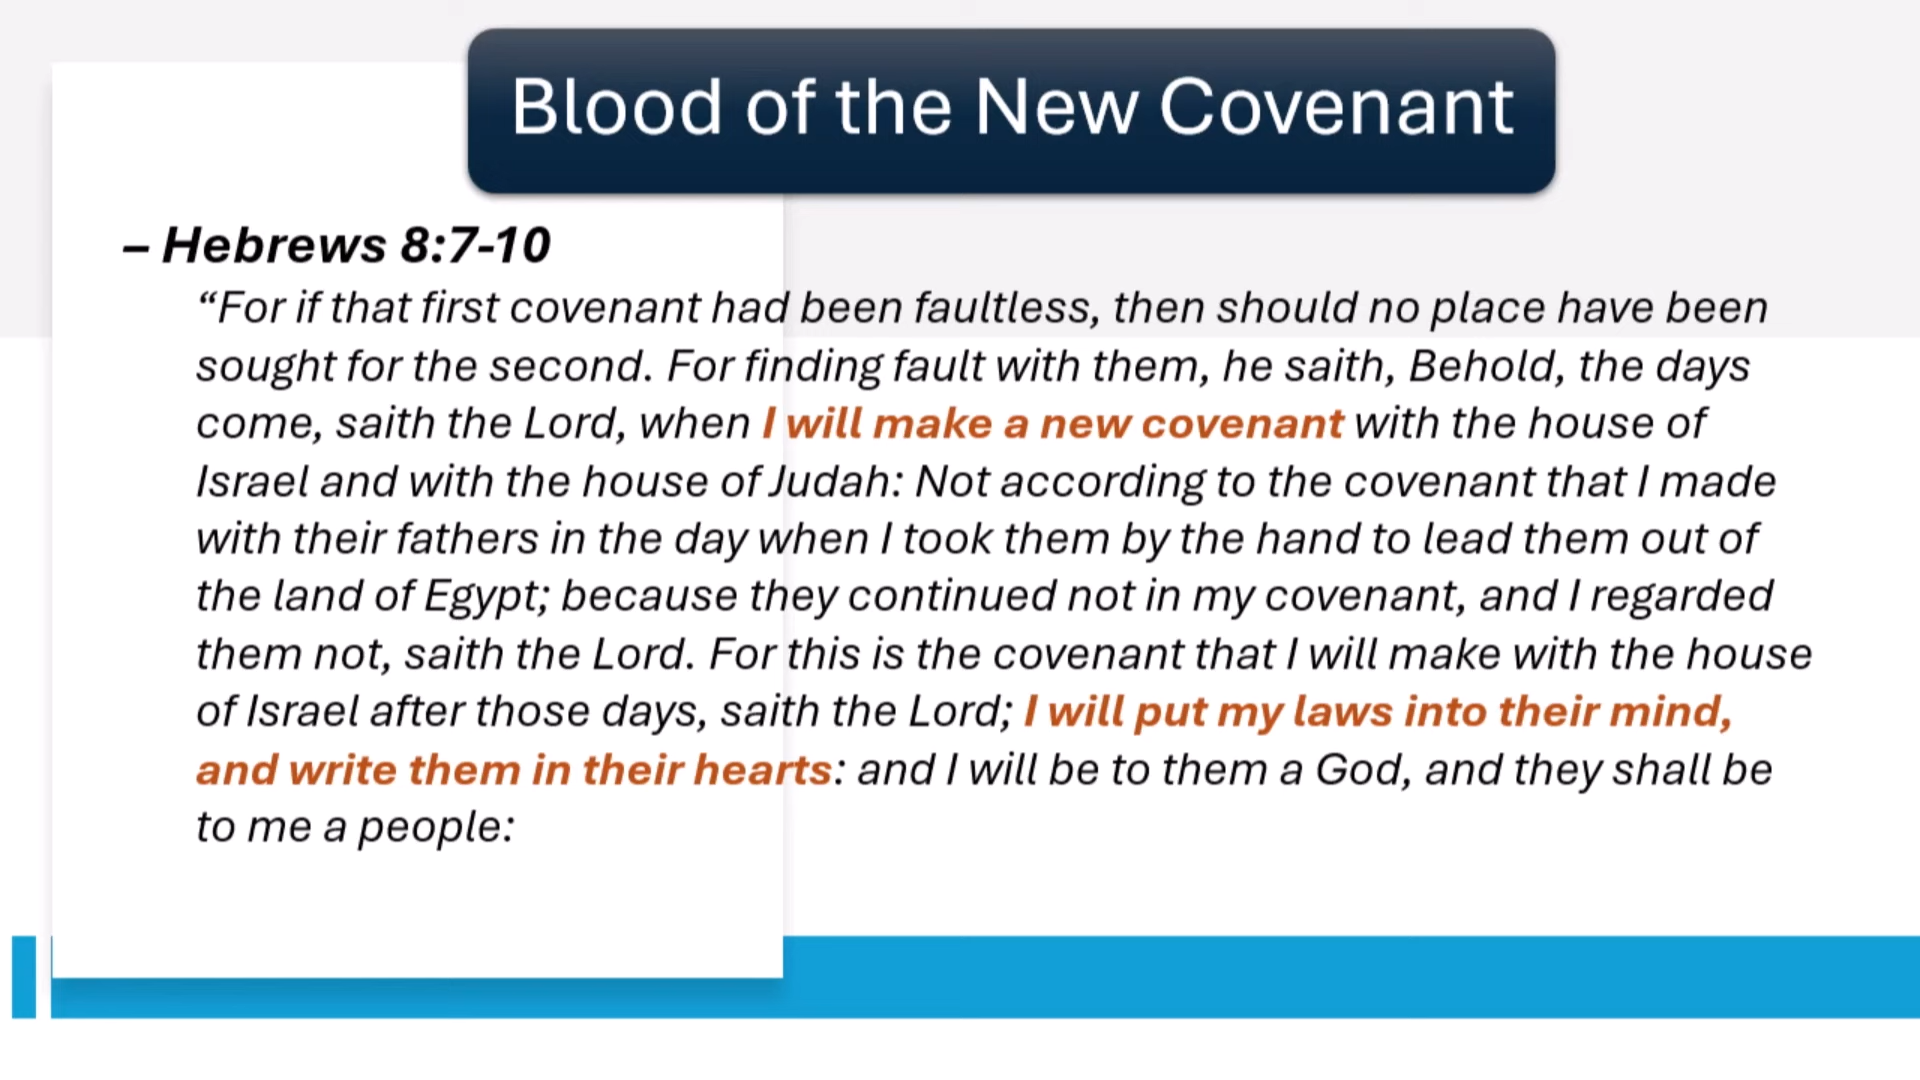 Blood of the New Covenant
– Hebrews 8:7-10
“For if that first covenant had been faultless, then should no place have been
sought for the second. For finding fault with them, he saith, Behold, the days
come, saith the Lord, when I will make a new covenant with the house of
Israel and with the house of Judah: Not according to the covenant that I made
with their fathers in the day when I took them by the hand to lead them out of
the land of Egypt; because they continued not in my covenant, and I regarded
them not, saith the Lord. For this is the covenant that I will make with the house
of Israel after those days, saith the Lord; I will put my laws into their mind,
and write them in their hearts: and I will be to them a God, and they shall be
to me a people: